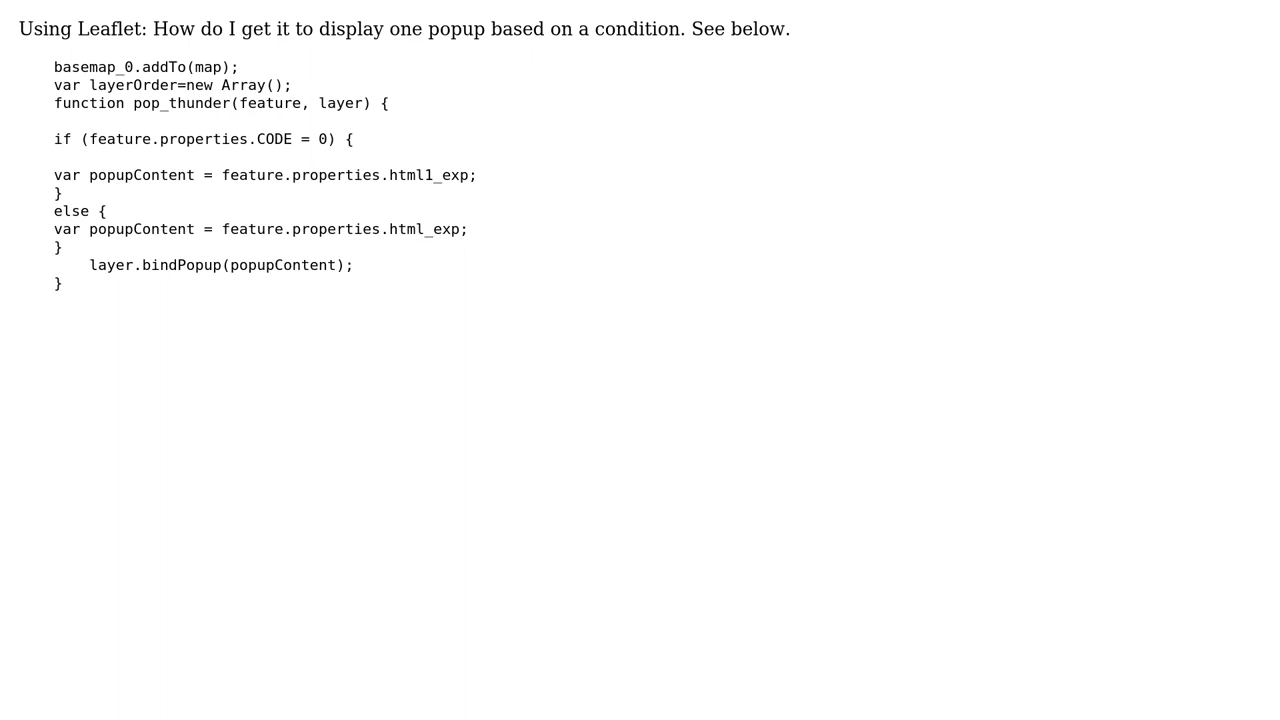 Using Leaflet: How do I get it to display one popup based on a condition. See below.
basemap_0.addTo(map);
var layerOrder=new Array();
function pop_thunder(feature, layer) {
if (feature.properties.CODE = 0) {
var popupContent = feature.properties.html1_exp;
}
else {
var popupContent = feature.properties.html_exp;
}
layer.bindPopup(popupContent);
}